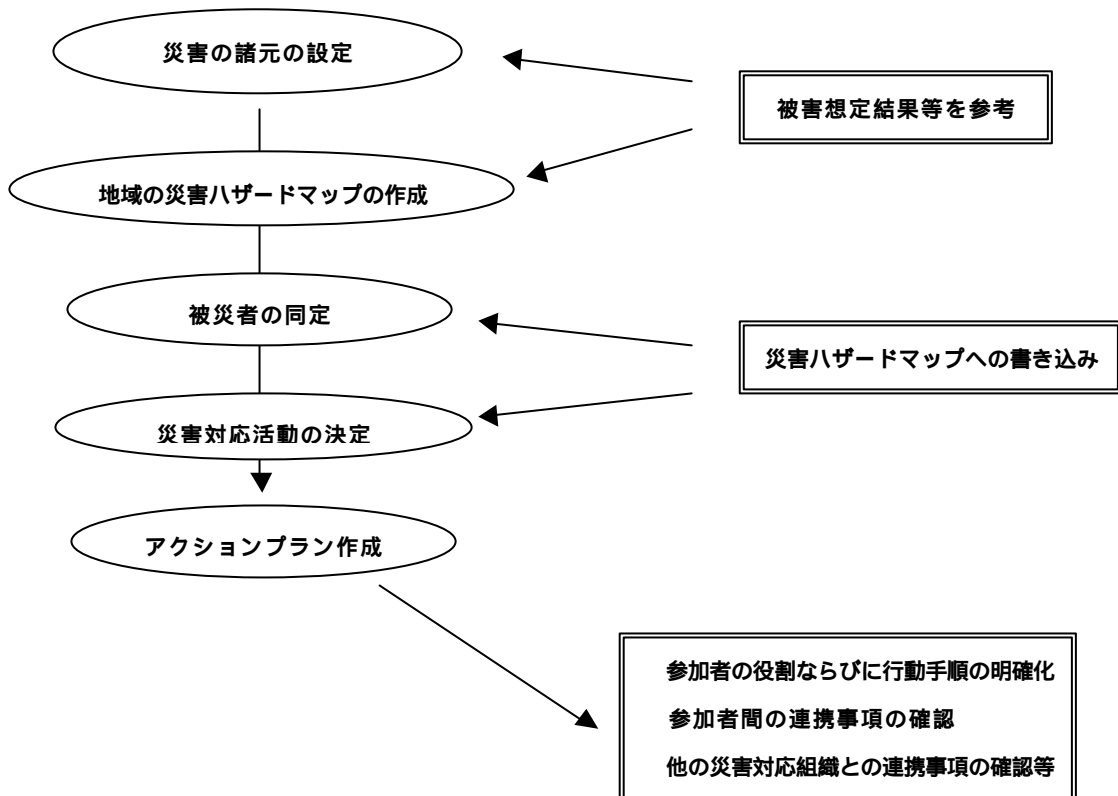 災害の諸元の設定
被害想定結果等を参考
地域の災害ハザードマップの作成
被災者の同定
災害ハザードマップへの書き込み
災害対応活動の決定
アクションプラン作成
参加者の役割ならびに行動手順の明確化
参加者間の連携事項の確認
他の災害対応組織との連携事項の確認等